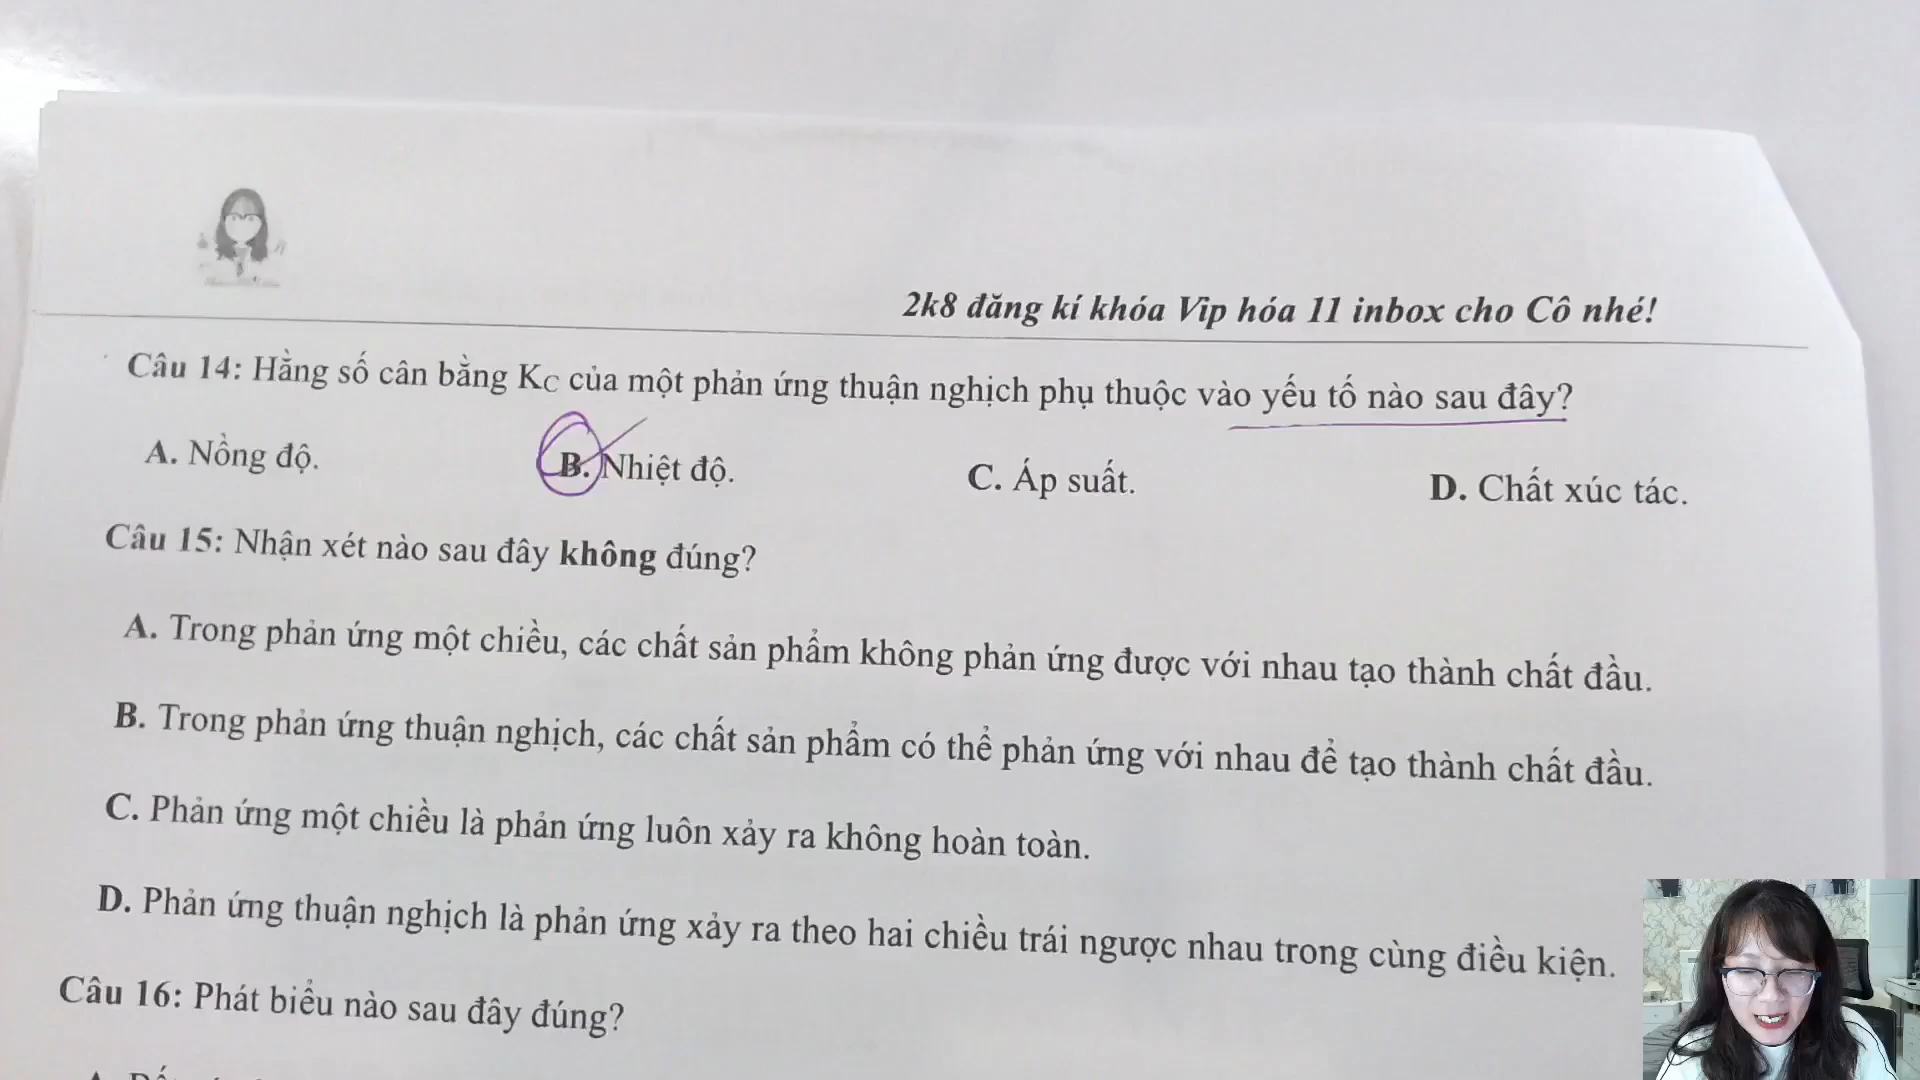 2k8 đăng kí khóa Vip hóa 11 inbox cho Cô nhé!
Câu 14: Hằng số cân bằng KC của một phản ứng thuận nghịch phụ thuộc vào yếu tố nào sau đây?
A. Nồng độ. B. Nhiệt độ. C. Áp suất. D. Chất xúc tác.
Câu 15: Nhận xét nào sau đây không đúng?
A. Trong phản ứng một chiều, các chất sản phẩm không phản ứng được với nhau tạo thành chất đầu.
B. Trong phản ứng thuận nghịch, các chất sản phẩm có thể phản ứng với nhau để tạo thành chất đầu.
C. Phản ứng một chiều là phản ứng luôn xảy ra không hoàn toàn.
D. Phản ứng thuận nghịch là phản ứng xảy ra theo hai chiều trái ngược nhau trong cùng điều kiện.
Câu 16: Phát biểu nào sau đây đúng?